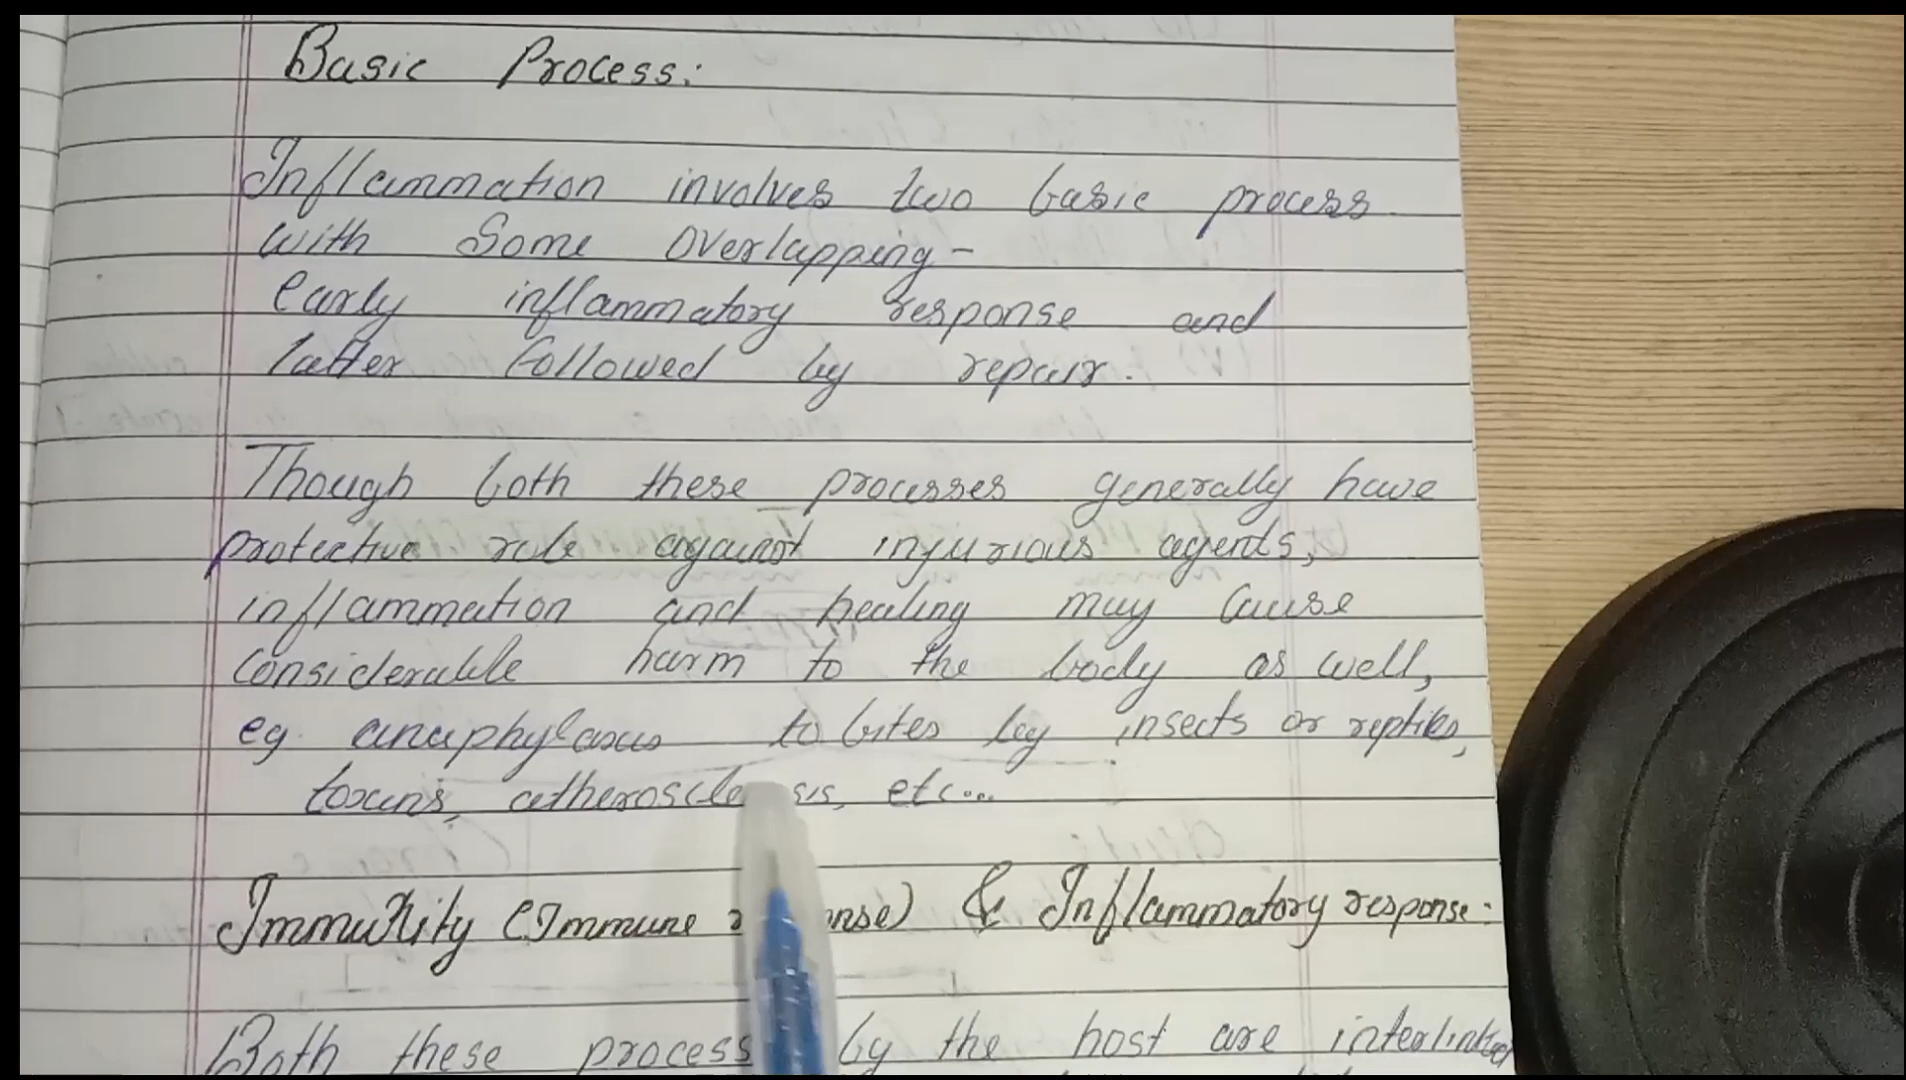 Basic Process:
Inflammation involves two basic process
with Some overlapping-
early inflammatory response and
latter followed by repair.
Though both these processes generally have
protective role against injurious agents,
inflammation and healing may cause
considerable harm to the body as well,
eg. anaphylaxis to bites by insects or reptiles,
toxins, etc...
Immunity (Immune & Inflammatory response:
Both these process by the host are interlinked